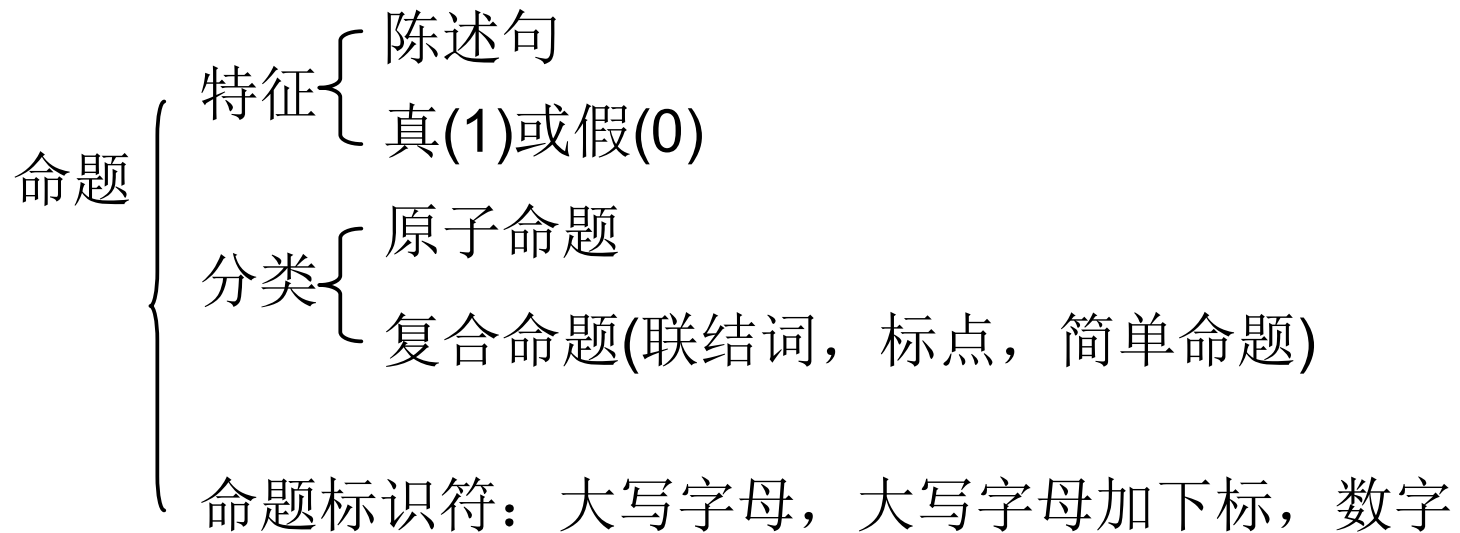 陈述句
特征
真(1)或假(0)
命题
原子命题
分类
复合命题(联结词，标点，简单命题)
命题标识符：大写字母，大写字母加下标，数字